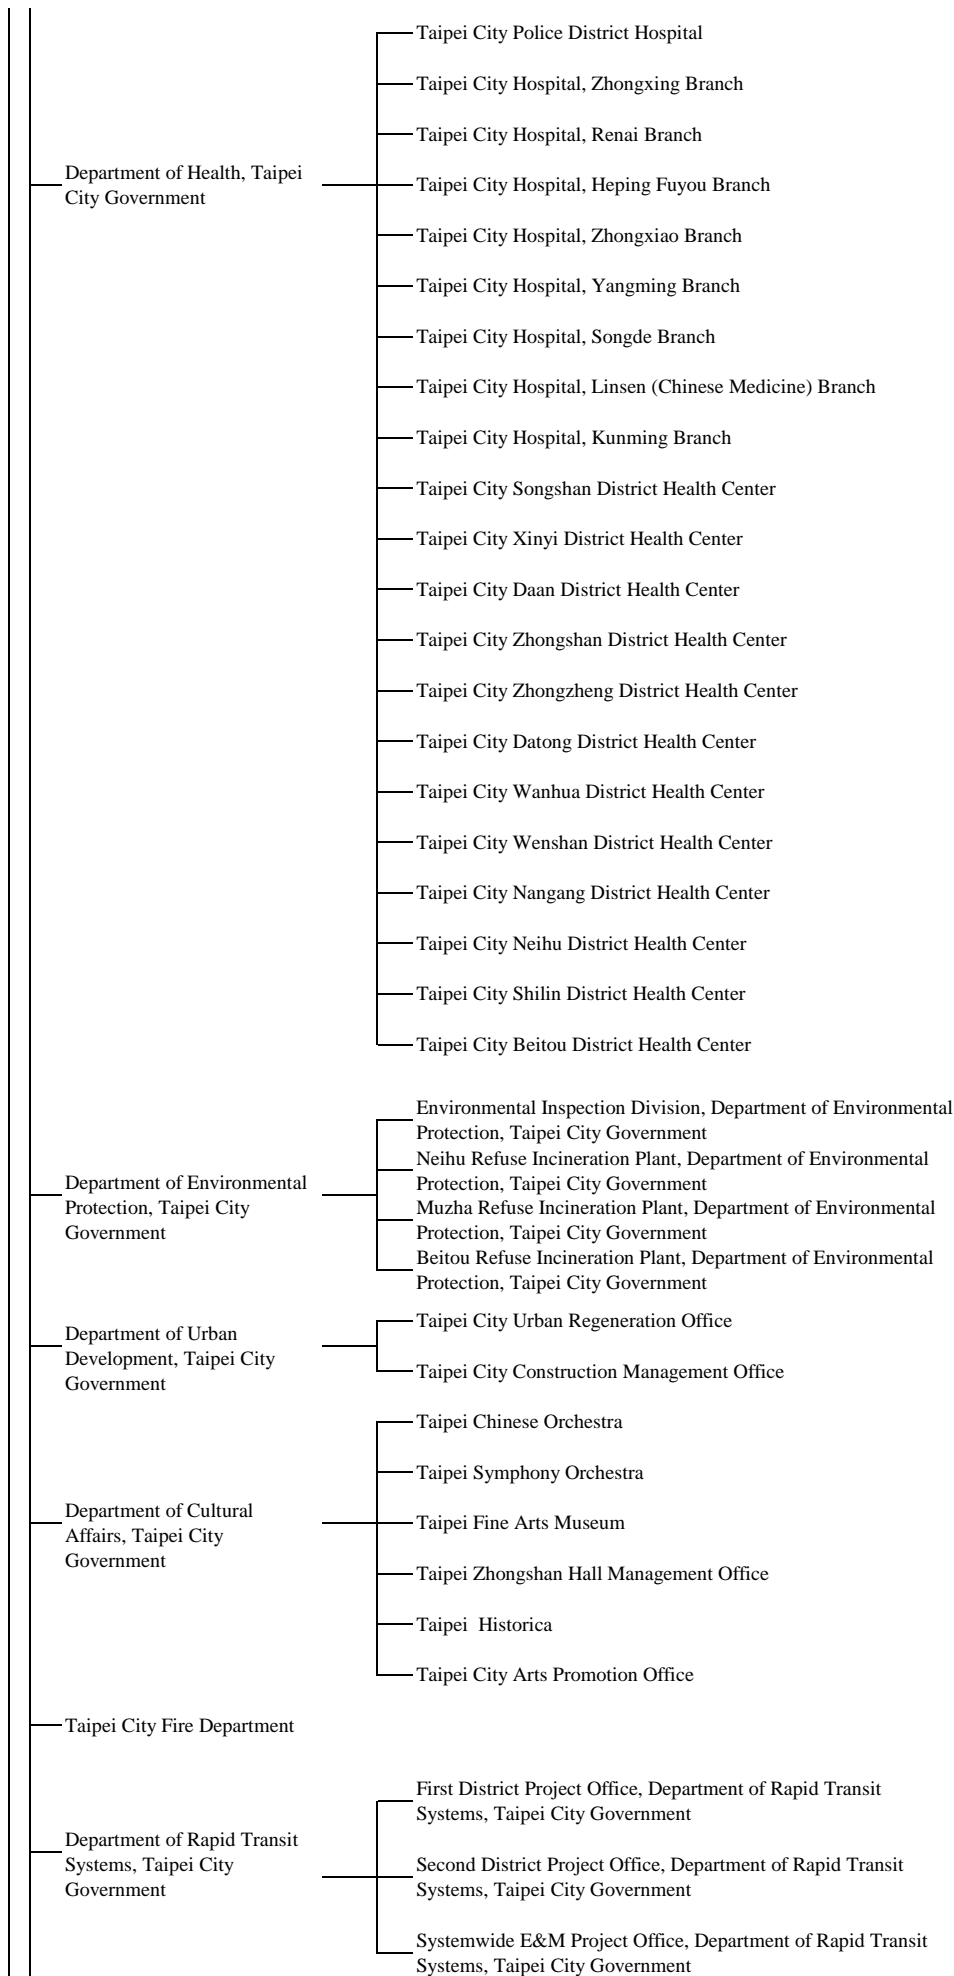 Taipei City Police District Hospital
Taipei City Hospital, Zhongxing Branch
Taipei City Hospital, Renai Branch
Department of Health, Taipei
City Government
Taipei City Hospital, Heping Fuyou Branch
Taipei City Hospital, Zhongxiao Branch
Taipei City Hospital, Yangming Branch
Taipei City Hospital, Songde Branch
Taipei City Hospital, Linsen (Chinese Medicine) Branch
Taipei City Hospital, Kunming Branch
Taipei City Songshan District Health Center
Taipei City Xinyi District Health Center
Taipei City Daan District Health Center
Taipei City Zhongshan District Health Center
Taipei City Zhongzheng District Health Center
Taipei City Datong District Health Center
Taipei City Wanhua District Health Center
Taipei City Wenshan District Health Center
Taipei City Nangang District Health Center
Taipei City Neihu District Health Center
Taipei City Shilin District Health Center
Taipei City Beitou District Health Center
Department of Environmental
Protection, Taipei City
Government
Environmental Inspection Division, Department of Environmental
Protection, Taipei City Government
Neihu Refuse Incineration Plant, Department of Environmental
Protection, Taipei City Government
Muzha Refuse Incineration Plant, Department of Environmental
Protection, Taipei City Government
Beitou Refuse Incineration Plant, Department of Environmental
Protection, Taipei City Government
Department of Urban
Development, Taipei City
Government
Taipei City Urban Regeneration Office
Taipei City Construction Management Office
Department of Cultural
Affairs, Taipei City
Government
Taipei Chinese Orchestra
Taipei Symphony Orchestra
Taipei Fine Arts Museum
Taipei Zhongshan Hall Management Office
Taipei  Historica
Taipei City Arts Promotion Office
Taipei City Fire Department
Department of Rapid Transit
Systems, Taipei City
Government
First District Project Office, Department of Rapid Transit
Systems, Taipei City Government
Second District Project Office, Department of Rapid Transit
Systems, Taipei City Government
Systemwide E&M Project Office, Department of Rapid Transit
Systems, Taipei City Government